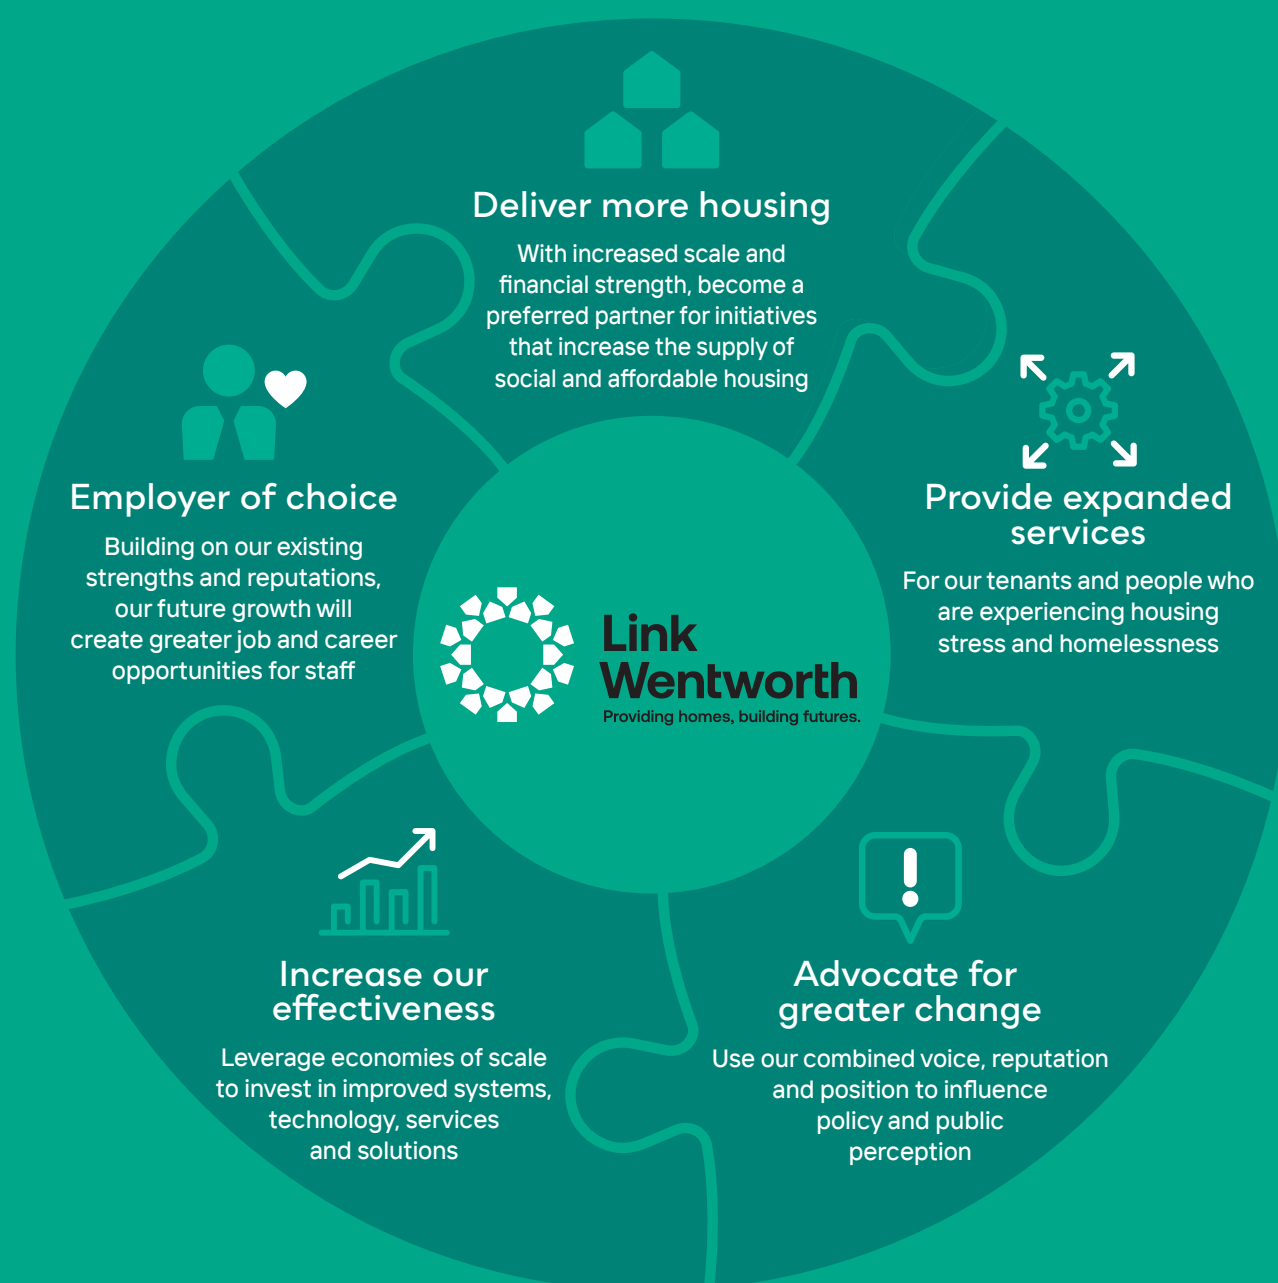 Deliver more housing
With increased scale and
financial strength, become a
preferred partner for initiatives
that increase the supply of
social and affordable housing
Provide expanded
services
For our tenants and people who
are experiencing housing
stress and homelessness
Advocate for
greater change
Use our combined voice, reputation
and position to influence
policy and public
perception
Increase our
effectiveness
Leverage economies of scale
to invest in improved systems,
technology, services
and solutions
Employer of choice
Building on our existing
strengths and reputations,
our future growth will
create greater job and career
opportunities for staff
Link
Wentworth
Providing homes, building futures.